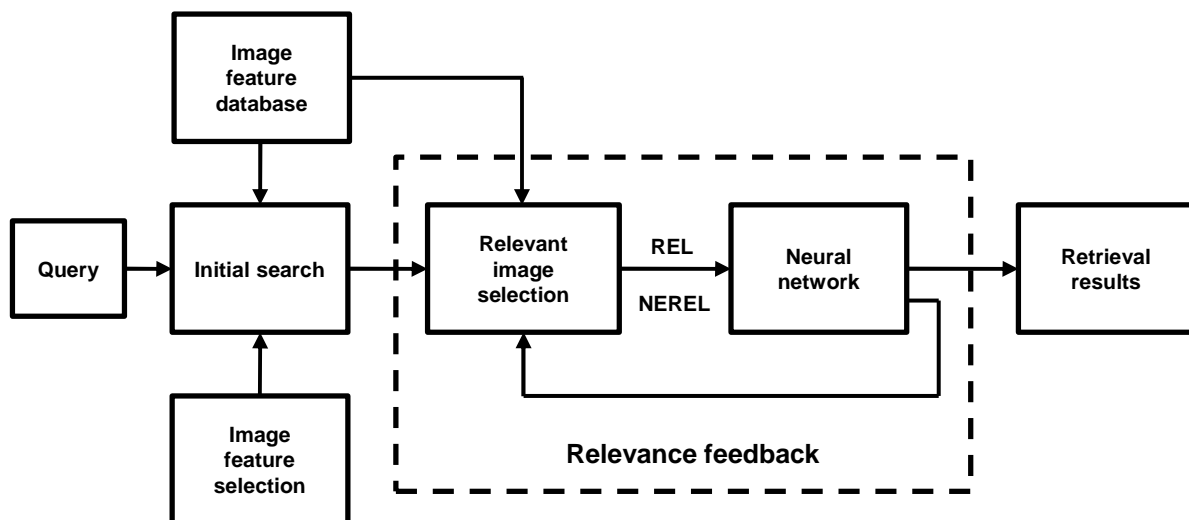 Image
feature
database
Query
Initial search
Relevant
image
selection
REL
NEREL
Neural
network
Retrieval
results
Image
feature
selection
Relevance feedback